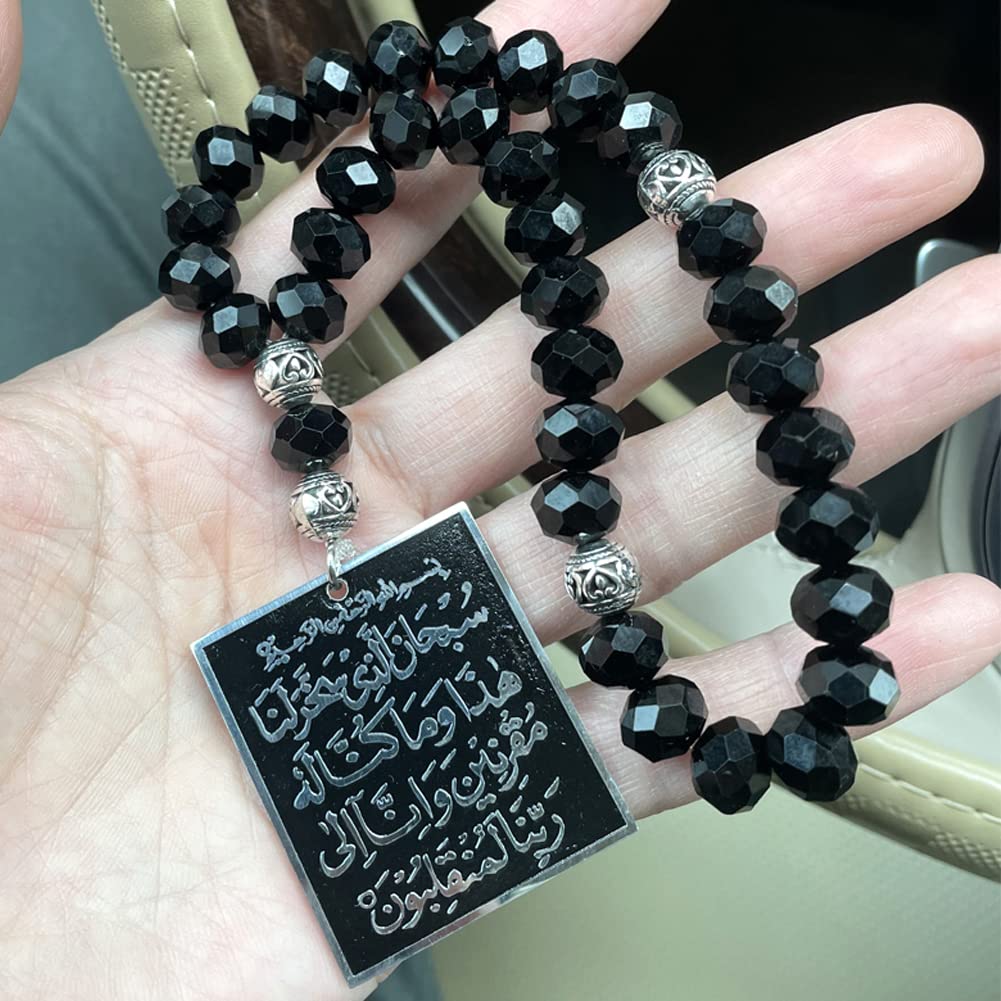 بسم الله الرحمن الرحيم
سُبْحَانَ الَّذِي سَخَّرَ لَنَا
هٰذَا وَمَا كُنَّا لَهُ
مُقْرِنِينَ وَإِنَّا إِلَىٰ
رَبِّنَا لَمُنْقَلِبُونَ